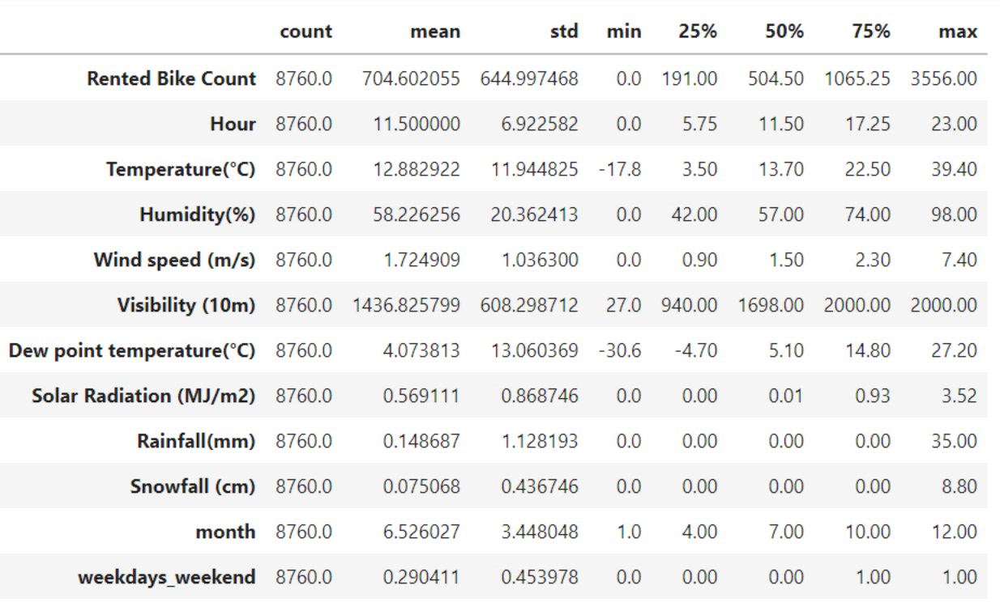 count mean std min 25% 50% 75% max
Rented Bike Count 8760.0 704.602055 644.997468 0.0 191.00 504.50 1065.25 3556.00
Hour 8760.0 11.500000 6.922582 0.0 5.75 11.50 17.25 23.00
Temperature(°C) 8760.0 12.882922 11.944825 -17.8 3.50 13.70 22.50 39.40
Humidity(%) 8760.0 58.226256 20.362413 0.0 42.00 57.00 74.00 98.00
Wind speed (m/s) 8760.0 1.724909 1.036300 0.0 0.90 1.50 2.30 7.40
Visibility (10m) 8760.0 1436.825799 608.298712 27.0 940.00 1698.00 2000.00 2000.00
Dew point temperature(°C) 8760.0 4.073813 13.060369 -30.6 -4.70 5.10 14.80 27.20
Solar Radiation (MJ/m2) 8760.0 0.569111 0.868746 0.0 0.00 0.01 0.93 3.52
Rainfall(mm) 8760.0 0.148687 1.128193 0.0 0.00 0.00 0.00 35.00
Snowfall (cm) 8760.0 0.075068 0.436746 0.0 0.00 0.00 0.00 8.80
month 8760.0 6.526027 3.448048 1.0 4.00 7.00 10.00 12.00
weekdays_weekend 8760.0 0.290411 0.453978 0.0 0.00 0.00 1.00 1.00